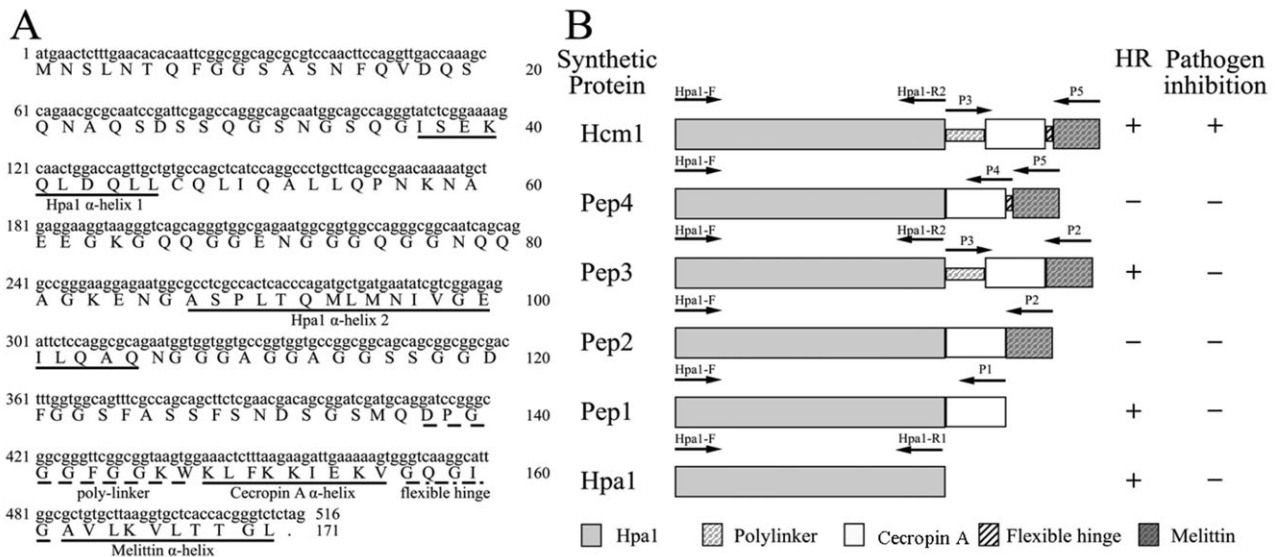 A
1 atgaactctttgaacacacaattcggcggcagcgcgtccaacttccaggttgaccaaagc
M N S L N T Q F G G S A S N F Q V D Q S 20
61 cagaacgcgcaatccgattcgagccagggcagcaatggcagccagggtatctcggaaaag
Q N A Q S D S S Q G S N G S Q G I S E K 40
121 caactggaccagttgctgtgccagctcatccaggccctgcttcagccgaacaaaaatgct
Q L D Q L L C Q L I Q A L L Q P N K N A 60
Hpa1 α-helix 1
181 gaggaaggtaagggtcagcagggtggcgagaatggcggtggccagggcggcaatcagcag
E E G K G Q Q G G E N G G G Q G G N Q Q 80
241 gccgggaaggagaatggcgcctcgccactcacccagatgctgatgaatatcgtcggagag
A G K E N G A S P L T Q M L M N I V G E 100
Hpa1 α-helix 2
301 attctccaggcgcagaatggtggtggtgccggtggtgccggcggcagcagcggcggcgac
I L Q A Q N G G G A G G A G G S S G G D 120
361 tttggtggcagtttcgccagcagcttctcgaacgacagcggatcgatgcaggatccgggc
F G G S F A S S F S N D S G S M Q D P G 140
421 ggcgggttcggcggtaagtggaaactctttaagaagattgaaaaagtgggtcaaggcatt
G G F G G K W K L F K K I E K V G Q G I 160
poly-linker Cecropin A α-helix flexible hinge
481 ggcgctgtgcttaaggtgctcaccacgggtctctag 516
G A V L K V L T T G L . 171
Melittin α-helix
B
Synthetic Protein HR Pathogen inhibition
Hpa1-F Hpa1-R2 P3 P5
Hcm1 + +
Hpa1-F P4 P5
Pep4 − −
Hpa1-F Hpa1-R2 P3 P2
Pep3 + −
Hpa1-F P2
Pep2 − −
Hpa1-F P1
Pep1 + −
Hpa1-F Hpa1-R1
Hpa1 + −
Hpa1 Polylinker Cecropin A Flexible hinge Melittin